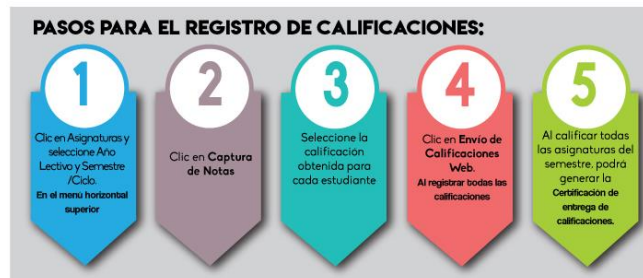 PASOS PARA EL REGISTRO DE CALIFICACIONES:
1
Clic en Asignaturas y
seleccione Año
Lectivo y Semestre
/Ciclo.
En el menú horizontal
superior
2
Clic en Captura
de Notas
3
Seleccione la
calificación
obtenida para
cada estudiante
4
Clic en Envío de
Calificaciones
Web.
Al registrar todas las
calificaciones
5
Al calificar todas
las asignaturas del
semestre, podrá
generar la
Certificación de
entrega de
calificaciones.